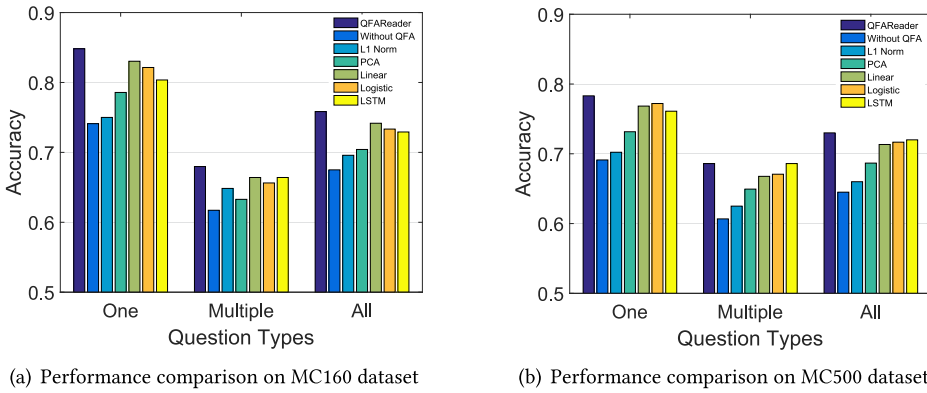 0.9
0.8
0.7
0.6
0.5
Accuracy
QFAReader
Without QFA
L1 Norm
PCA
Linear
Logistic
LSTM
One Multiple All
Question Types
(a) Performance comparison on MC160 dataset
0.9
0.8
0.7
0.6
0.5
Accuracy
QFAReader
Without QFA
L1 Norm
PCA
Linear
Logistic
LSTM
One Multiple All
Question Types
(b) Performance comparison on MC500 dataset